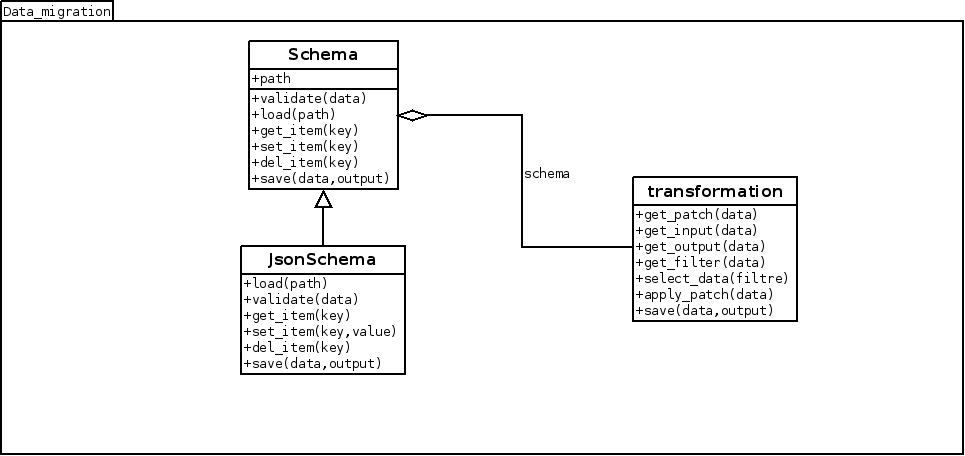 Data_migration
Schema
+path
+validate(data)
+load(path)
+get_item(key)
+set_item(key)
+del_item(key)
+save(data,output)
schema
transformation
+get_patch(data)
+get_input(data)
+get_output(data)
+get_filter(data)
+select_data(filtre)
+apply_patch(data)
+save(data,output)
JsonSchema
+load(path)
+validate(data)
+get_item(key)
+set_item(key,value)
+del_item(key)
+save(data,output)